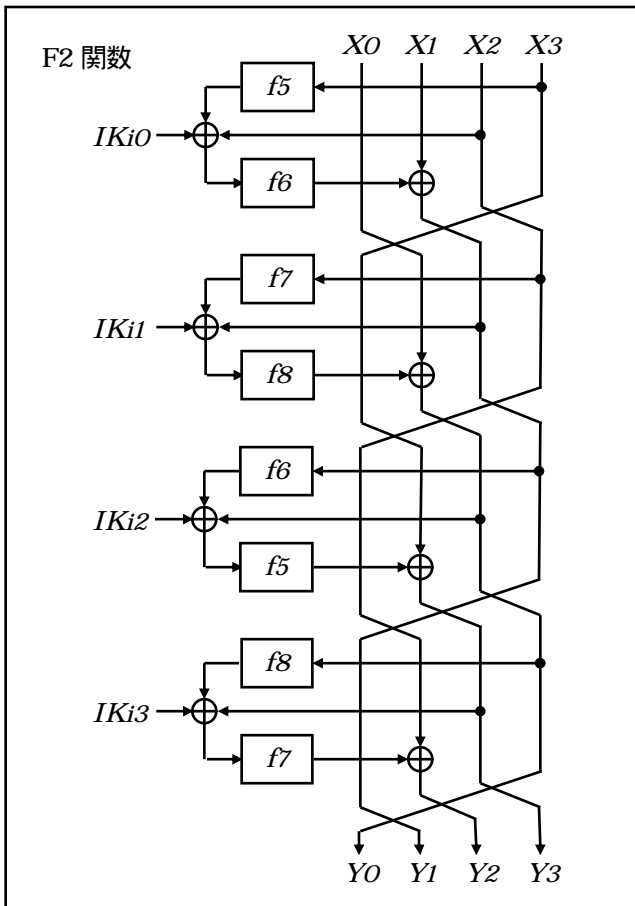 F2 関数
X0 X1 X2 X3
f5
IKi0
f6
f7
IKi1
f8
f6
IKi2
f5
f8
IKi3
f7
Y0 Y1 Y2 Y3